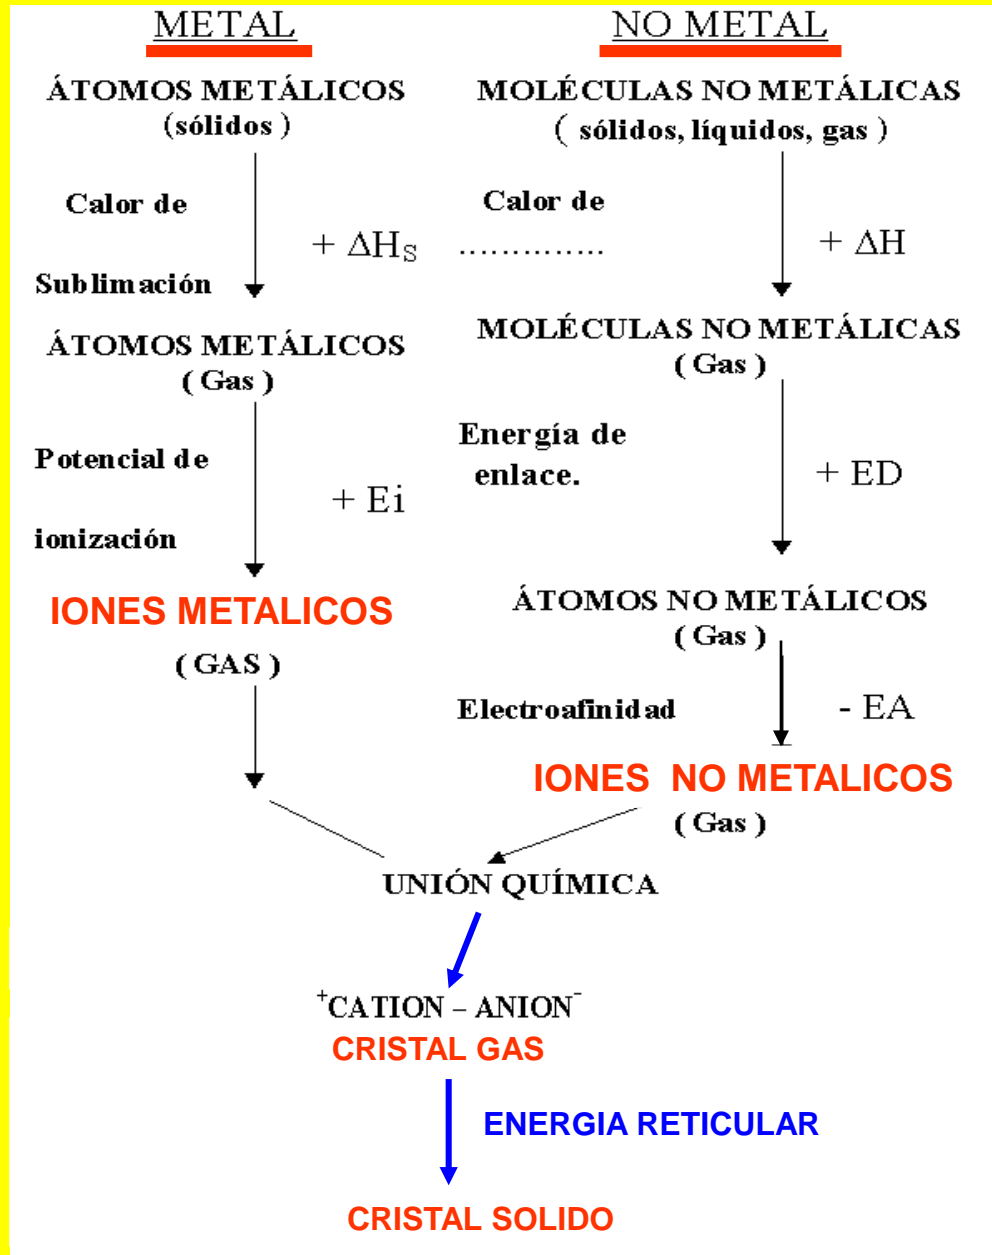 METAL
NO METAL
ÁTOMOS METÁLICOS
(sólidos )
MOLÉCULAS NO METÁLICAS
( sólidos, líquidos, gas )
Calor de
Sublimación
+ ΔHS
Calor de
..............
+ ΔH
ÁTOMOS METÁLICOS
( Gas )
MOLÉCULAS NO METÁLICAS
( Gas )
Potencial de
ionización
+ Ei
Energía de
enlace.
+ ED
IONES METALICOS
( GAS )
ÁTOMOS NO METÁLICOS
( Gas )
Electroafinidad
- EA
IONES NO METALICOS
( Gas )
UNIÓN QUÍMICA
+CATION – ANION-
CRISTAL GAS
ENERGIA RETICULAR
CRISTAL SOLIDO